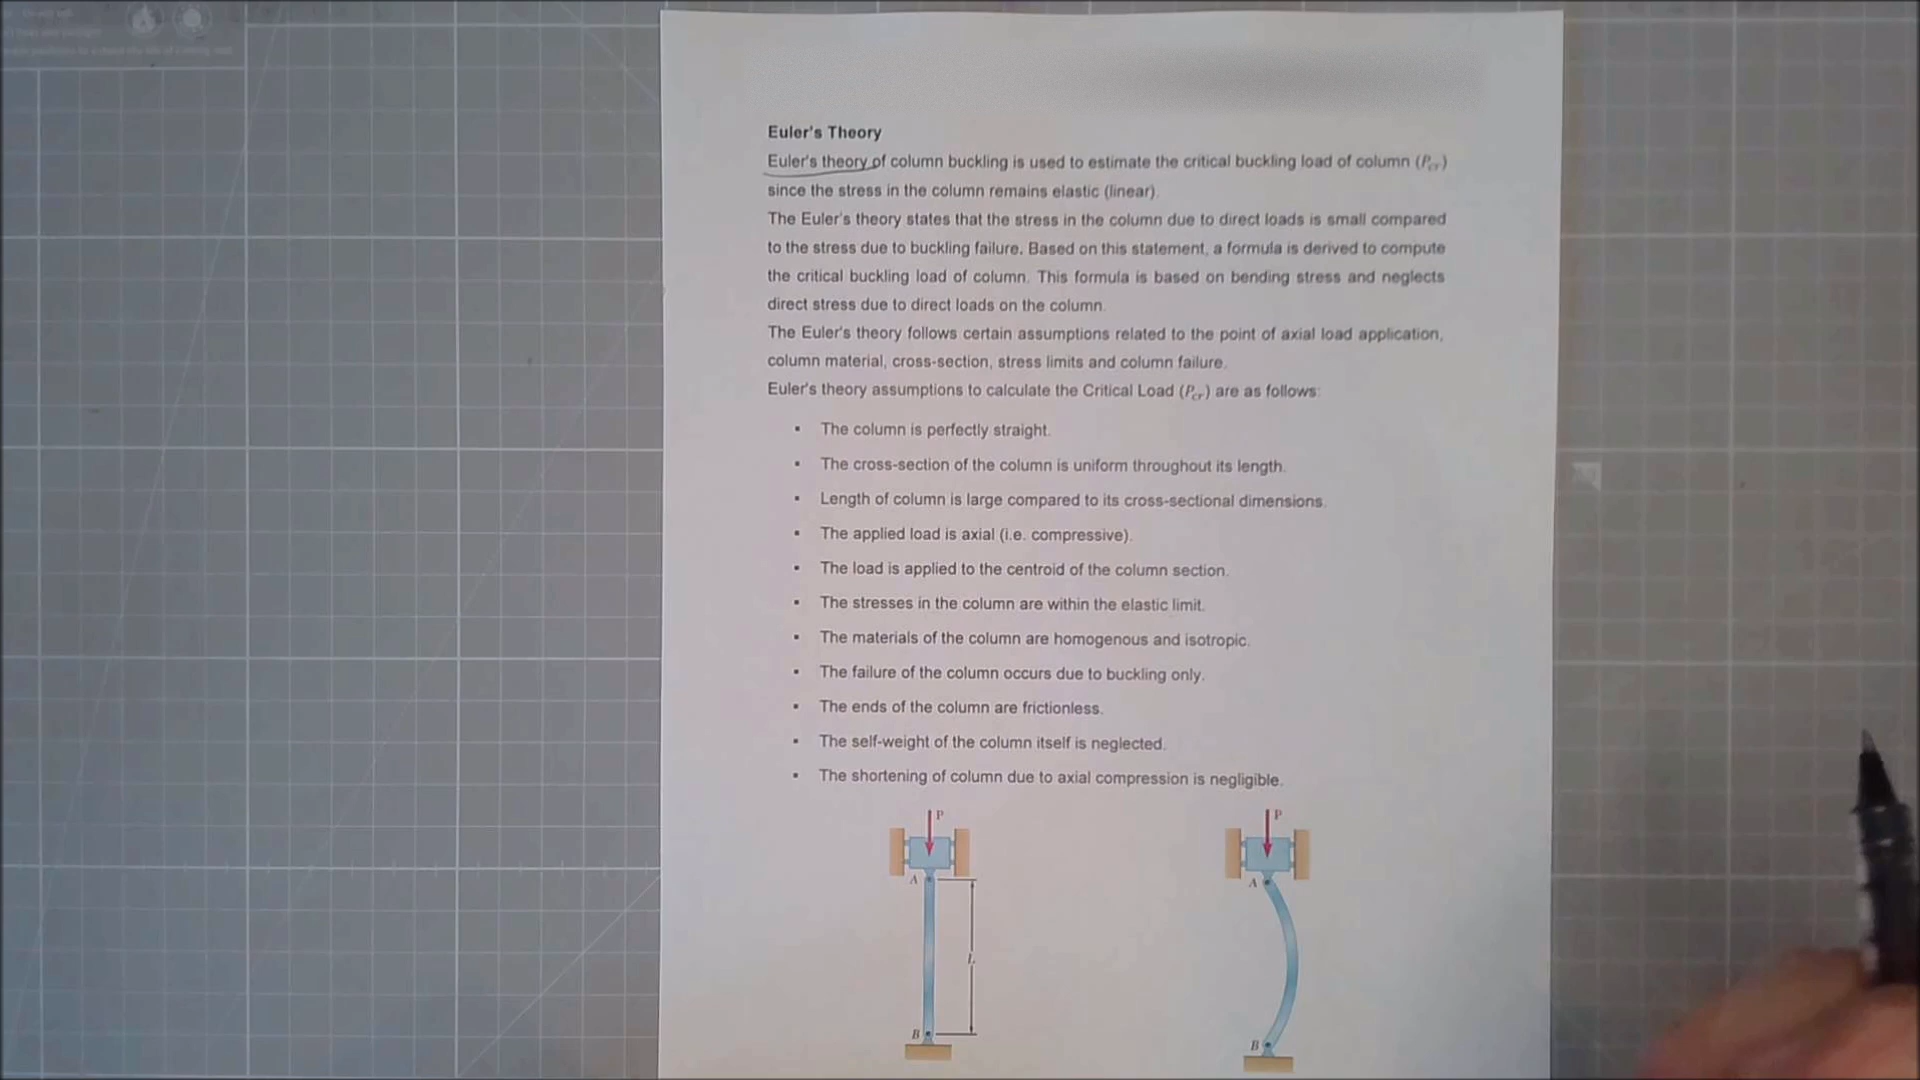 Euler's Theory
Euler's theory of column buckling is used to estimate the critical buckling load of column (P_cr)
since the stress in the column remains elastic (linear).
The Euler's theory states that the stress in the column due to direct loads is small compared
to the stress due to buckling failure. Based on this statement, a formula is derived to compute
the critical buckling load of column. This formula is based on bending stress and neglects
direct stress due to direct loads on the column.
The Euler's theory follows certain assumptions related to the point of axial load application,
column material, cross-section, stress limits and column failure.
Euler's theory assumptions to calculate the Critical Load (P_cr) are as follows:
▪ The column is perfectly straight.
▪ The cross-section of the column is uniform throughout its length.
▪ Length of column is large compared to its cross-sectional dimensions.
▪ The applied load is axial (i.e. compressive).
▪ The load is applied to the centroid of the column section.
▪ The stresses in the column are within the elastic limit.
▪ The materials of the column are homogenous and isotropic.
▪ The failure of the column occurs due to buckling only.
▪ The ends of the column are frictionless.
▪ The self-weight of the column itself is neglected.
▪ The shortening of column due to axial compression is negligible.
P
A
L
B
P
A
B